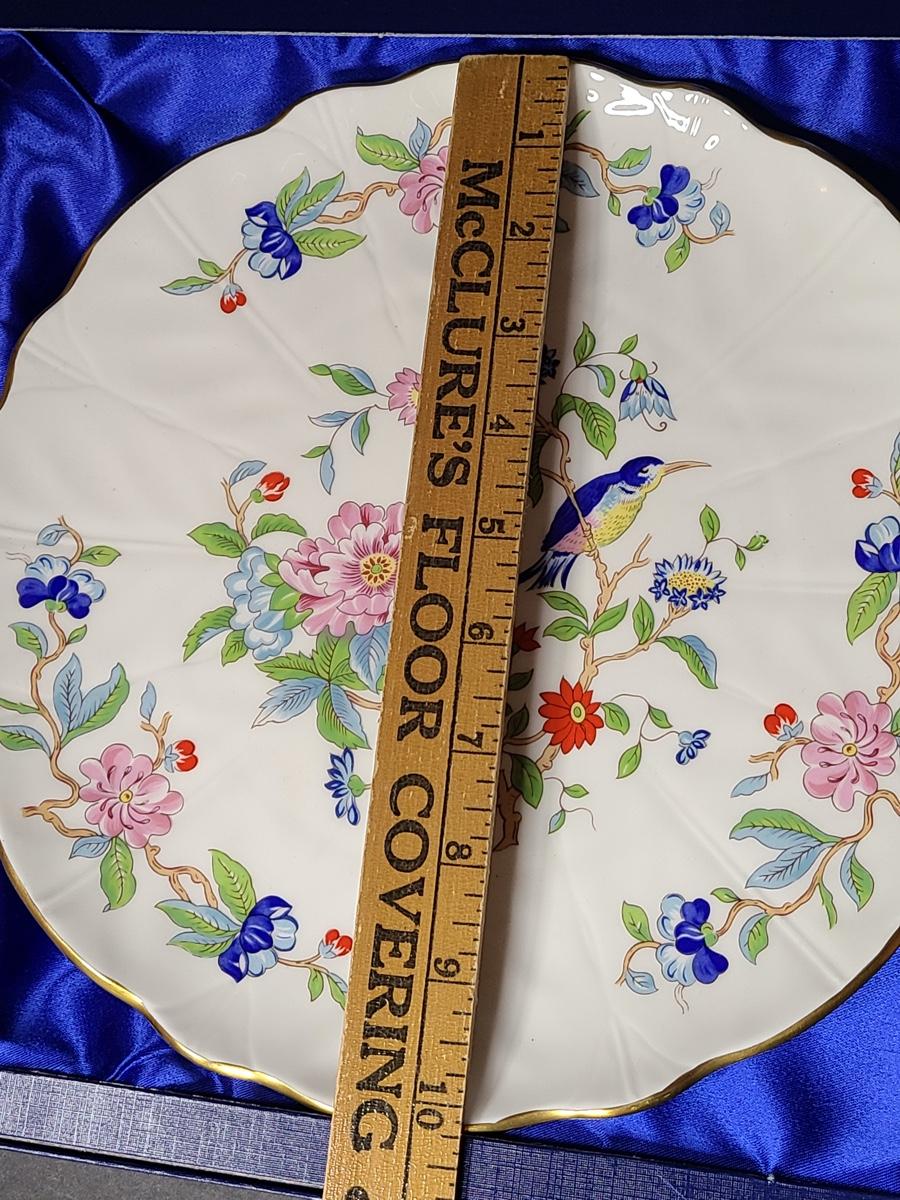 McCLURE'S FLOOR COVERING
1 2 3 4 5 6 7 8 9 10